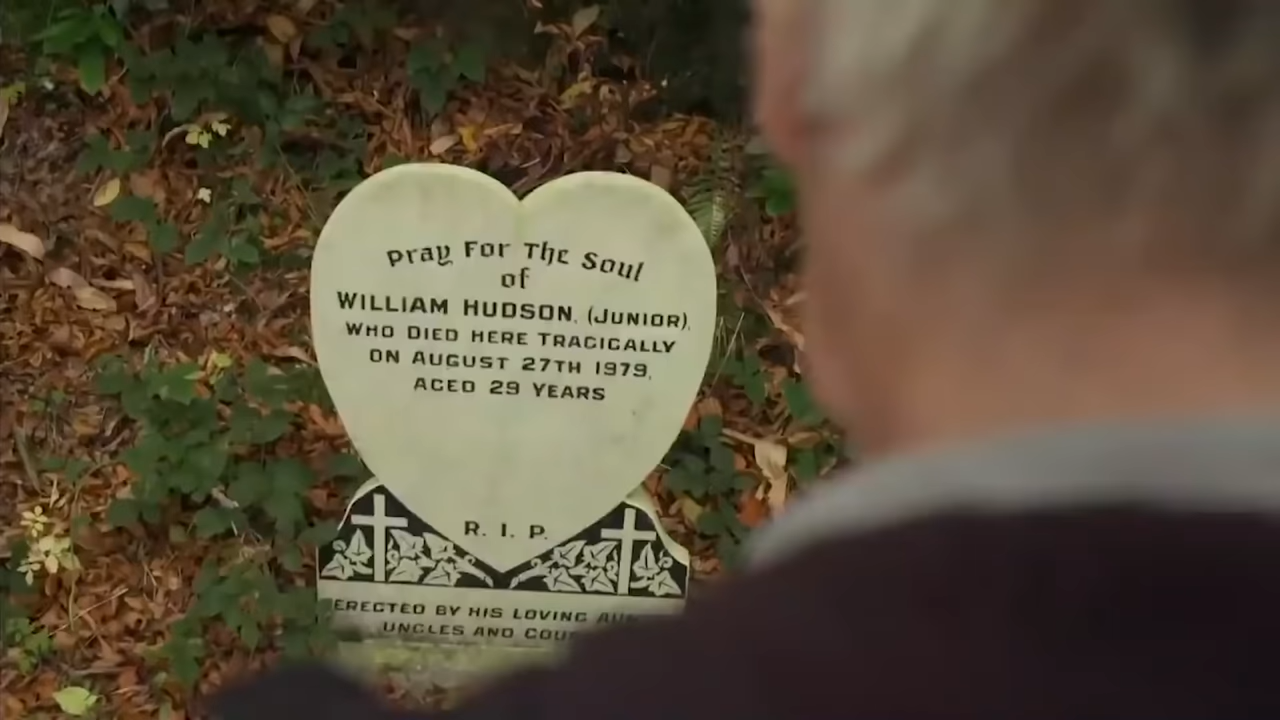 Pray For The Soul
of
WILLIAM HUDSON, (JUNIOR),
WHO DIED HERE TRAGICALLY
ON AUGUST 27TH 1979,
AGED 29 YEARS
R. I. P.
ERECTED BY HIS LOVING
UNCLES AND